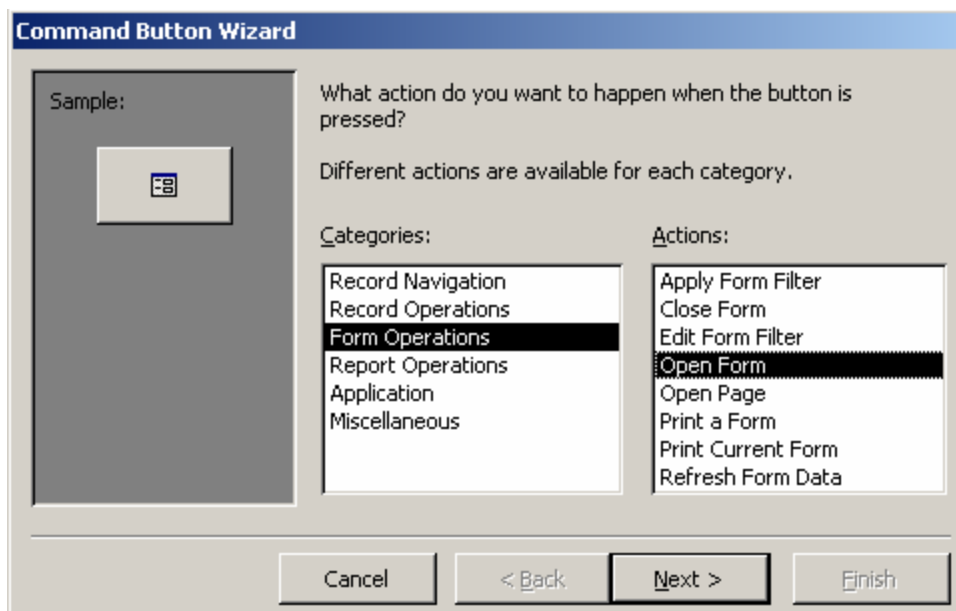 Command Button Wizard
Sample:
What action do you want to happen when the button is
pressed?
Different actions are available for each category.
Categories:
Record Navigation
Record Operations
Form Operations
Report Operations
Application
Miscellaneous
Actions:
Apply Form Filter
Close Form
Edit Form Filter
Open Form
Open Page
Print a Form
Print Current Form
Refresh Form Data
Cancel
< Back
Next >
Finish